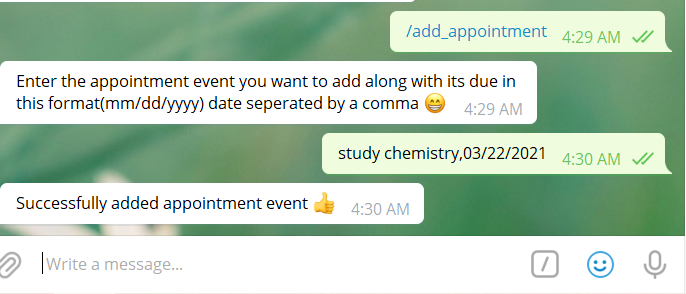 /add_appointment 4:29 AM
Enter the appointment event you want to add along with its due in
this format(mm/dd/yyyy) date seperated by a comma 😁 4:29 AM
study chemistry,03/22/2021 4:30 AM
Successfully added appointment event 👍 4:30 AM
Write a message...